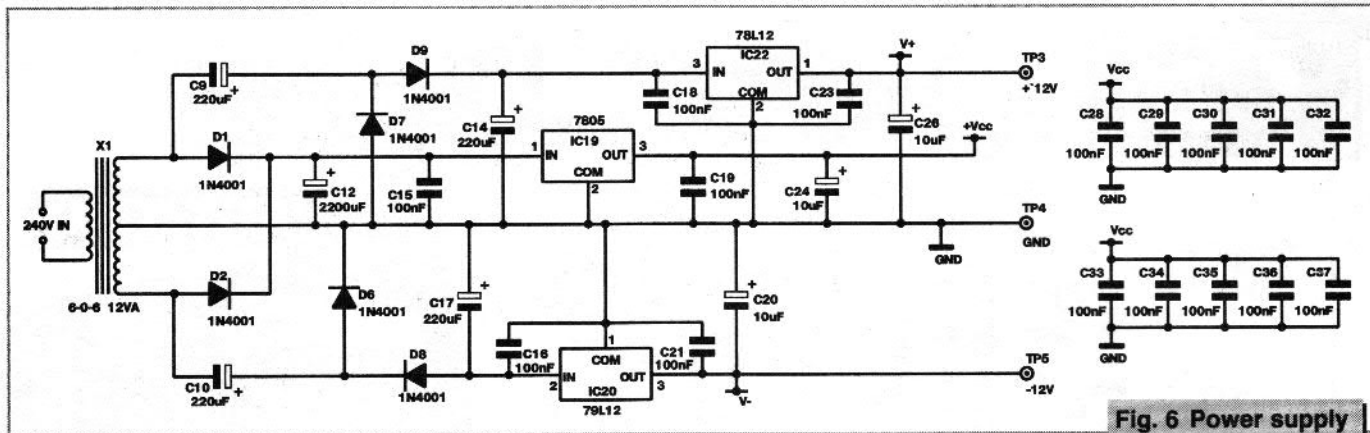 78L12
D9
V+
TP3
IC22
3
IN
OUT
1
C9
+
220uF
1N4001
COM
2
+12V
C18
100nF
C23
100nF
+
C26
10uF
D7
1N4001
+
C14
220uF
7805
X1
D1
1N4001
1
IN
IC19
OUT
3
+Vcc
COM
2
+
C12
2200uF
C15
100nF
C19
100nF
+
C24
10uF
240V IN
TP4
GND
GND
D2
1N4001
6-0-6 12VA
D6
1N4001
+
C17
220uF
+
C20
10uF
C16
100nF
1
COM
C21
100nF
D8
1N4001
C10
+
220uF
2
IN
OUT
3
IC20
79L12
V-
TP5
-12V
Vcc
C28
C29
C30
C31
C32
100nF
100nF
100nF
100nF
100nF
GND
Vcc
C33
C34
C35
C36
C37
100nF
100nF
100nF
100nF
100nF
GND
Fig. 6 Power supply